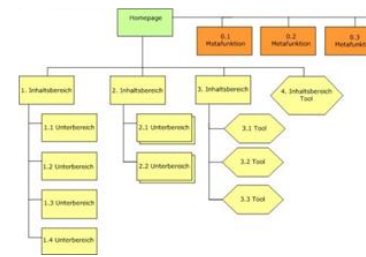 Homepage
0.1
Metafunktion
0.2
Metafunktion
0.3
Metafunkt
1. Inhaltsbereich
2. Inhaltsbereich
3. Inhaltsbereich
4. Inhaltsbereich
Tool
1.1 Unterbereich
2.1 Unterbereich
3.1 Tool
1.2 Unterbereich
2.2 Unterbereich
3.2 Tool
1.3 Unterbereich
3.3 Tool
1.4 Unterbereich